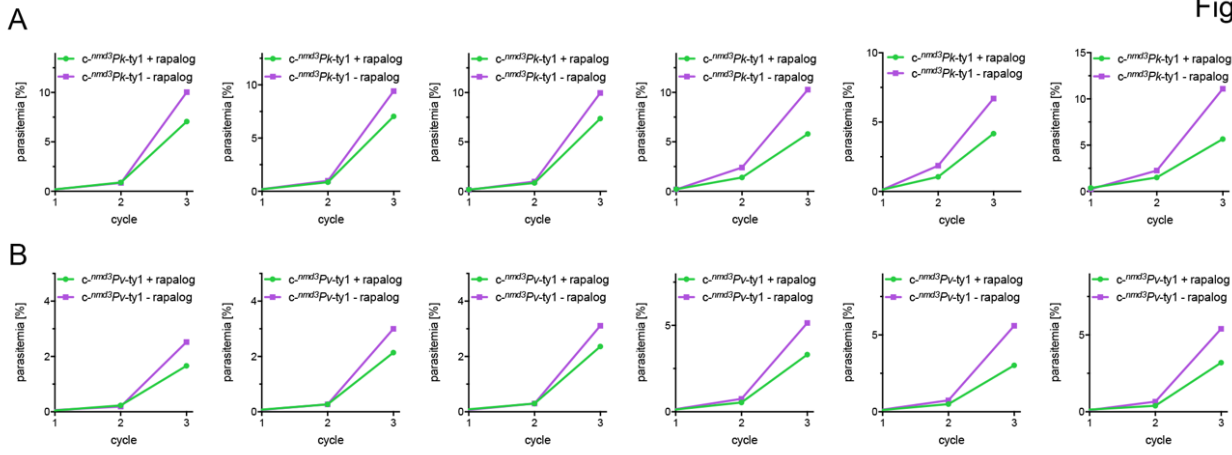 Fig
A
c-nmd3Pk-ty1 + rapalog
c-nmd3Pk-ty1 - rapalog
parasitemia [%]
10
5
0
1 2 3
cycle
c-nmd3Pk-ty1 + rapalog
c-nmd3Pk-ty1 - rapalog
parasitemia [%]
10
5
0
1 2 3
cycle
c-nmd3Pk-ty1 + rapalog
c-nmd3Pk-ty1 - rapalog
parasitemia [%]
10
5
0
1 2 3
cycle
c-nmd3Pk-ty1 + rapalog
c-nmd3Pk-ty1 - rapalog
parasitemia [%]
10
5
0
1 2 3
cycle
c-nmd3Pk-ty1 + rapalog
c-nmd3Pk-ty1 - rapalog
parasitemia [%]
10
5
0
1 2 3
cycle
c-nmd3Pk-ty1 + rapalog
c-nmd3Pk-ty1 - rapalog
parasitemia [%]
15
10
5
0
1 2 3
cycle
B
c-nmd3Pv-ty1 + rapalog
c-nmd3Pv-ty1 - rapalog
parasitemia [%]
4
2
0
1 2 3
cycle
c-nmd3Pv-ty1 + rapalog
c-nmd3Pv-ty1 - rapalog
parasitemia [%]
4
2
0
1 2 3
cycle
c-nmd3Pv-ty1 + rapalog
c-nmd3Pv-ty1 - rapalog
parasitemia [%]
4
2
0
1 2 3
cycle
c-nmd3Pv-ty1 + rapalog
c-nmd3Pv-ty1 - rapalog
parasitemia [%]
5
0
1 2 3
cycle
c-nmd3Pv-ty1 + rapalog
c-nmd3Pv-ty1 - rapalog
parasitemia [%]
5
0
1 2 3
cycle
c-nmd3Pv-ty1 + rapalog
c-nmd3Pv-ty1 - rapalog
parasitemia [%]
5
0
1 2 3
cycle